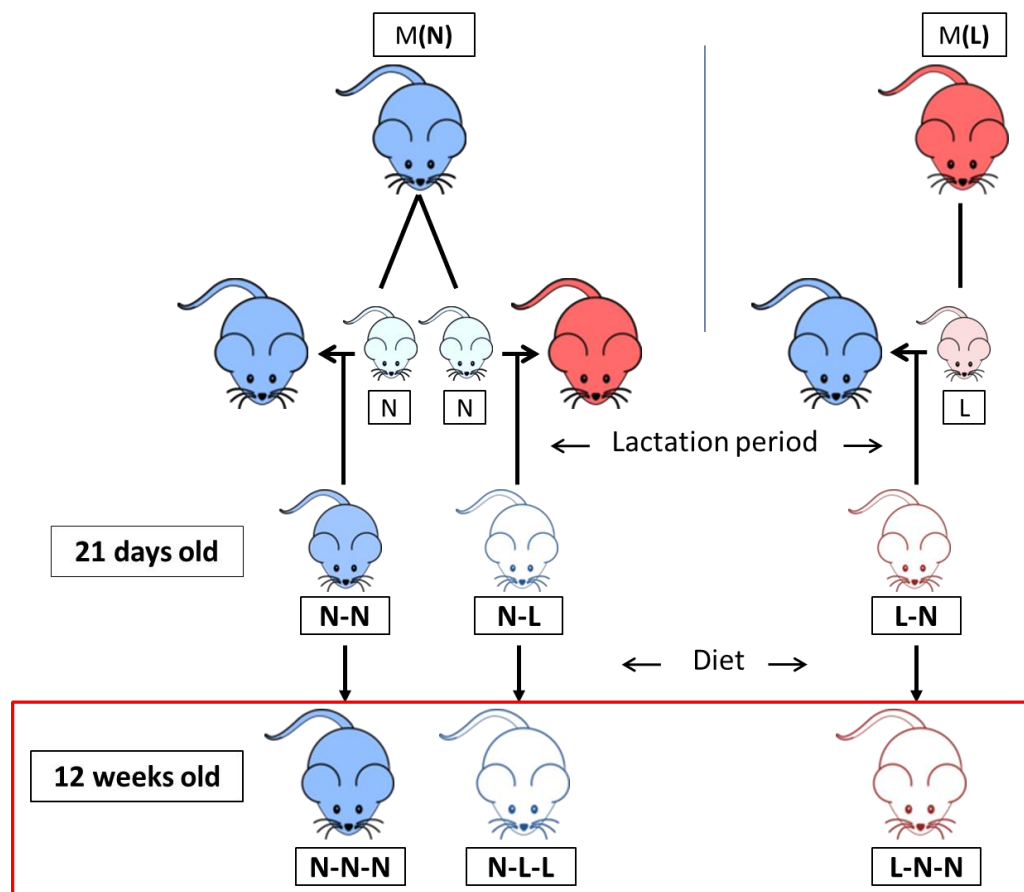 M(N)
M(L)
N
N
L
Lactation period
21 days old
N-N
N-L
L-N
Diet
12 weeks old
N-N-N
N-L-L
L-N-N